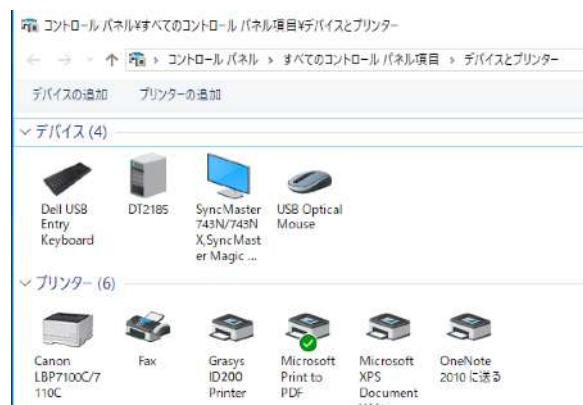 コントロール パネル¥すべてのコントロール パネル項目¥デバイスとプリンター
コントロール パネル › すべてのコントロール パネル項目 › デバイスとプリンター
デバイスの追加 プリンターの追加
デバイス (4)
Dell USB Entry Keyboard
DT2185
SyncMaster 743N/743N X,SyncMast er Magic ...
USB Optical Mouse
プリンター (6)
Canon LBP7100C/7 110C
Fax
Grasys ID200 Printer
Microsoft Print to PDF
Microsoft XPS Document
OneNote 2010 に送る